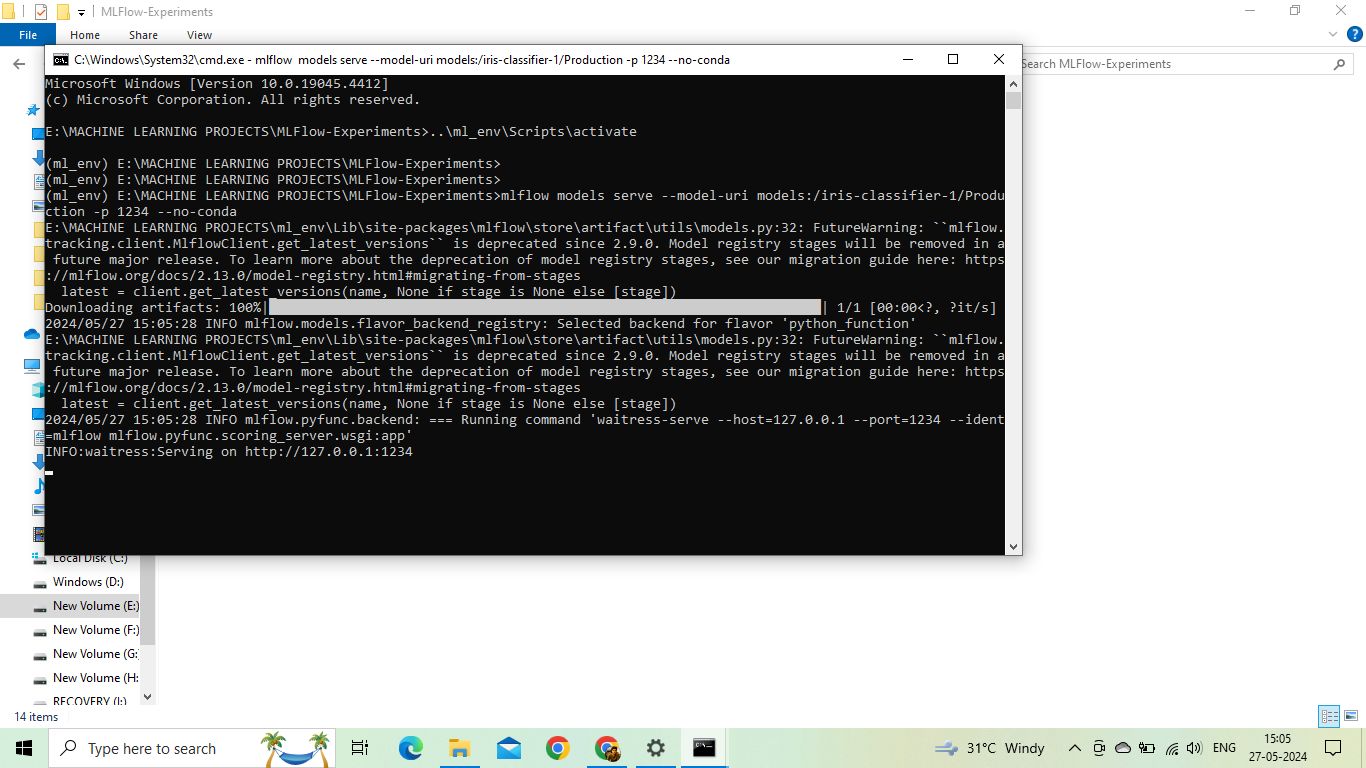 MLFlow-Experiments
File Home Share View
C:\Windows\System32\cmd.exe - mlflow  models serve --model-uri models:/iris-classifier-1/Production -p 1234 --no-conda
Search MLFlow-Experiments
Microsoft Windows [Version 10.0.19045.4412]
(c) Microsoft Corporation. All rights reserved.
E:\MACHINE LEARNING PROJECTS\MLFlow-Experiments>..\ml_env\Scripts\activate
(ml_env) E:\MACHINE LEARNING PROJECTS\MLFlow-Experiments>
(ml_env) E:\MACHINE LEARNING PROJECTS\MLFlow-Experiments>
(ml_env) E:\MACHINE LEARNING PROJECTS\MLFlow-Experiments>mlflow models serve --model-uri models:/iris-classifier-1/Produ
ction -p 1234 --no-conda
E:\MACHINE LEARNING PROJECTS\ml_env\Lib\site-packages\mlflow\store\artifact\utils\models.py:32: FutureWarning: ``mlflow.
tracking.client.MlflowClient.get_latest_versions`` is deprecated since 2.9.0. Model registry stages will be removed in a
 future major release. To learn more about the deprecation of model registry stages, see our migration guide here: https
://mlflow.org/docs/2.13.0/model-registry.html#migrating-from-stages
  latest = client.get_latest_versions(name, None if stage is None else [stage])
Downloading artifacts: 100%| | 1/1 [00:00<?, ?it/s]
2024/05/27 15:05:28 INFO mlflow.models.flavor_backend_registry: Selected backend for flavor 'python_function'
E:\MACHINE LEARNING PROJECTS\ml_env\Lib\site-packages\mlflow\store\artifact\utils\models.py:32: FutureWarning: ``mlflow.
tracking.client.MlflowClient.get_latest_versions`` is deprecated since 2.9.0. Model registry stages will be removed in a
 future major release. To learn more about the deprecation of model registry stages, see our migration guide here: https
://mlflow.org/docs/2.13.0/model-registry.html#migrating-from-stages
  latest = client.get_latest_versions(name, None if stage is None else [stage])
2024/05/27 15:05:28 INFO mlflow.pyfunc.backend: === Running command 'waitress-serve --host=127.0.0.1 --port=1234 --ident
=mlflow mlflow.pyfunc.scoring_server.wsgi:app'
INFO:waitress:Serving on http://127.0.0.1:1234
Local Disk (C:)
Windows (D:)
New Volume (E:)
New Volume (F:)
New Volume (G:
New Volume (H:
RECOVERY (I:)
14 items
Type here to search
31°C Windy
ENG
15:05
27-05-2024